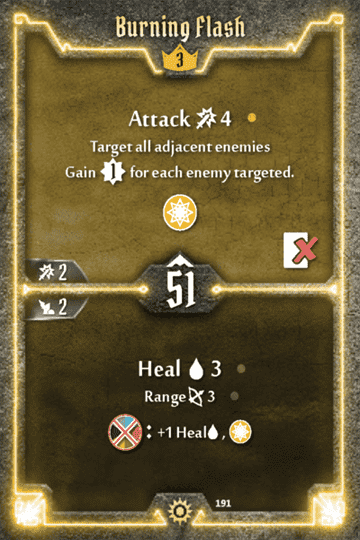 Burning Flash
3
Attack 4
Target all adjacent enemies
Gain 1 for each enemy targeted.
2
51
2
Heal 3
Range 3
: +1 Heal ,
191